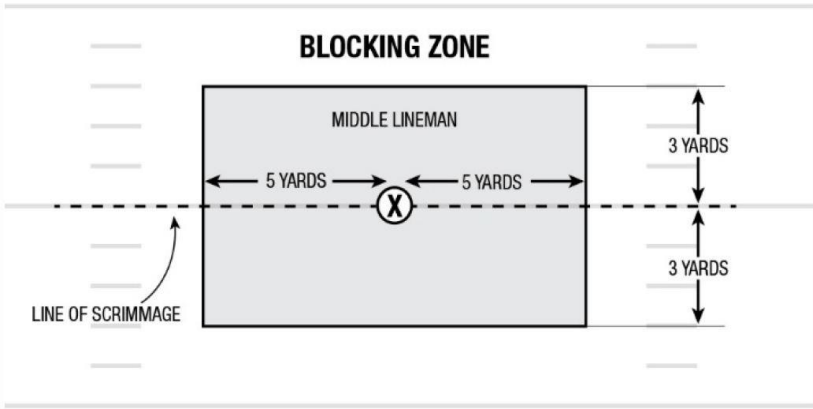 BLOCKING ZONE
MIDDLE LINEMAN
3 YARDS
5 YARDS
5 YARDS
X
3 YARDS
LINE OF SCRIMMAGE